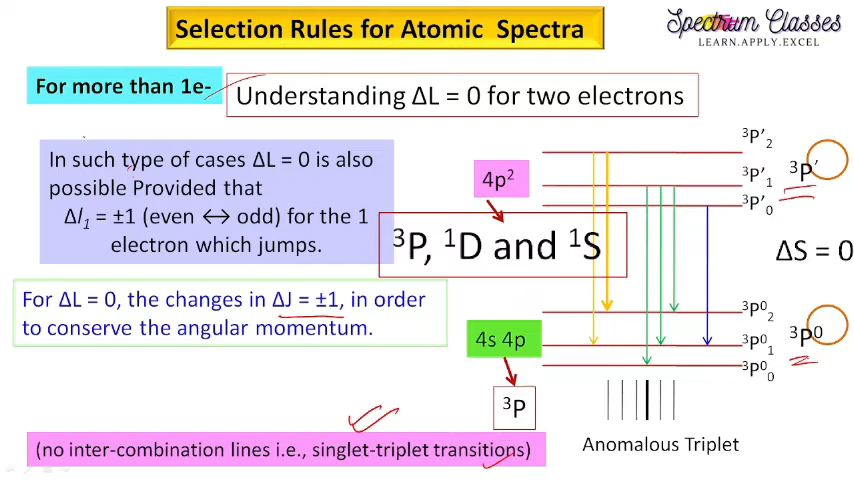 Selection Rules for Atomic Spectra
Spectrum Classes
LEARN.APPLY.EXCEL
For more than 1e-
Understanding ΔL = 0 for two electrons
In such type of cases ΔL = 0 is also
possible Provided that
Δl₁ = ±1 (even ↔ odd) for the 1
electron which jumps.
4p²
³P, ¹D and ¹S
³P′₂
³P′₁
³P′₀
³P′
ΔS = 0
For ΔL = 0, the changes in ΔJ = ±1, in order
to conserve the angular momentum.
4s 4p
³P
³P⁰₂
³P⁰₁
³P⁰₀
³P⁰
Anomalous Triplet
(no inter-combination lines i.e., singlet-triplet transitions)